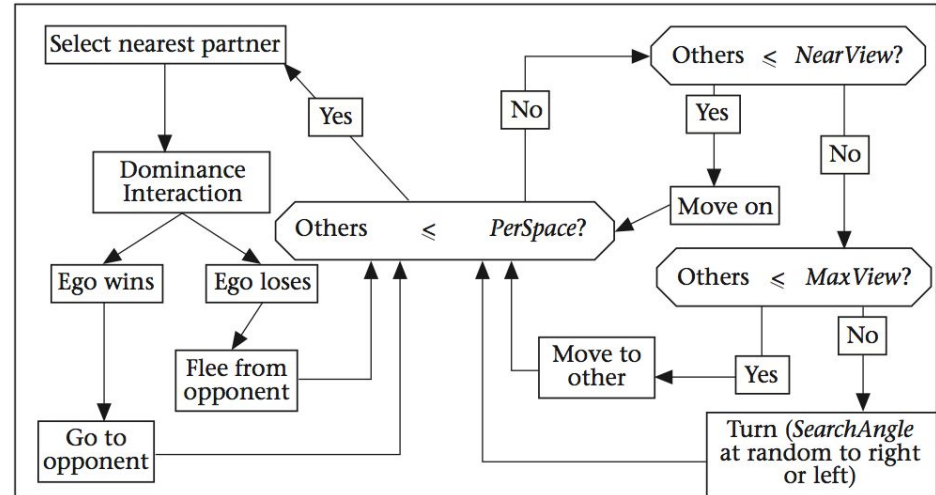 Select nearest partner
Others ⩽ NearView?
No
Yes
Yes
No
Dominance
Interaction
Move on
Others ⩽ PerSpace?
Ego wins
Ego loses
Others ⩽ MaxView?
No
Flee from
opponent
Move to
other
Yes
Go to
opponent
Turn (SearchAngle
at random to right
or left)